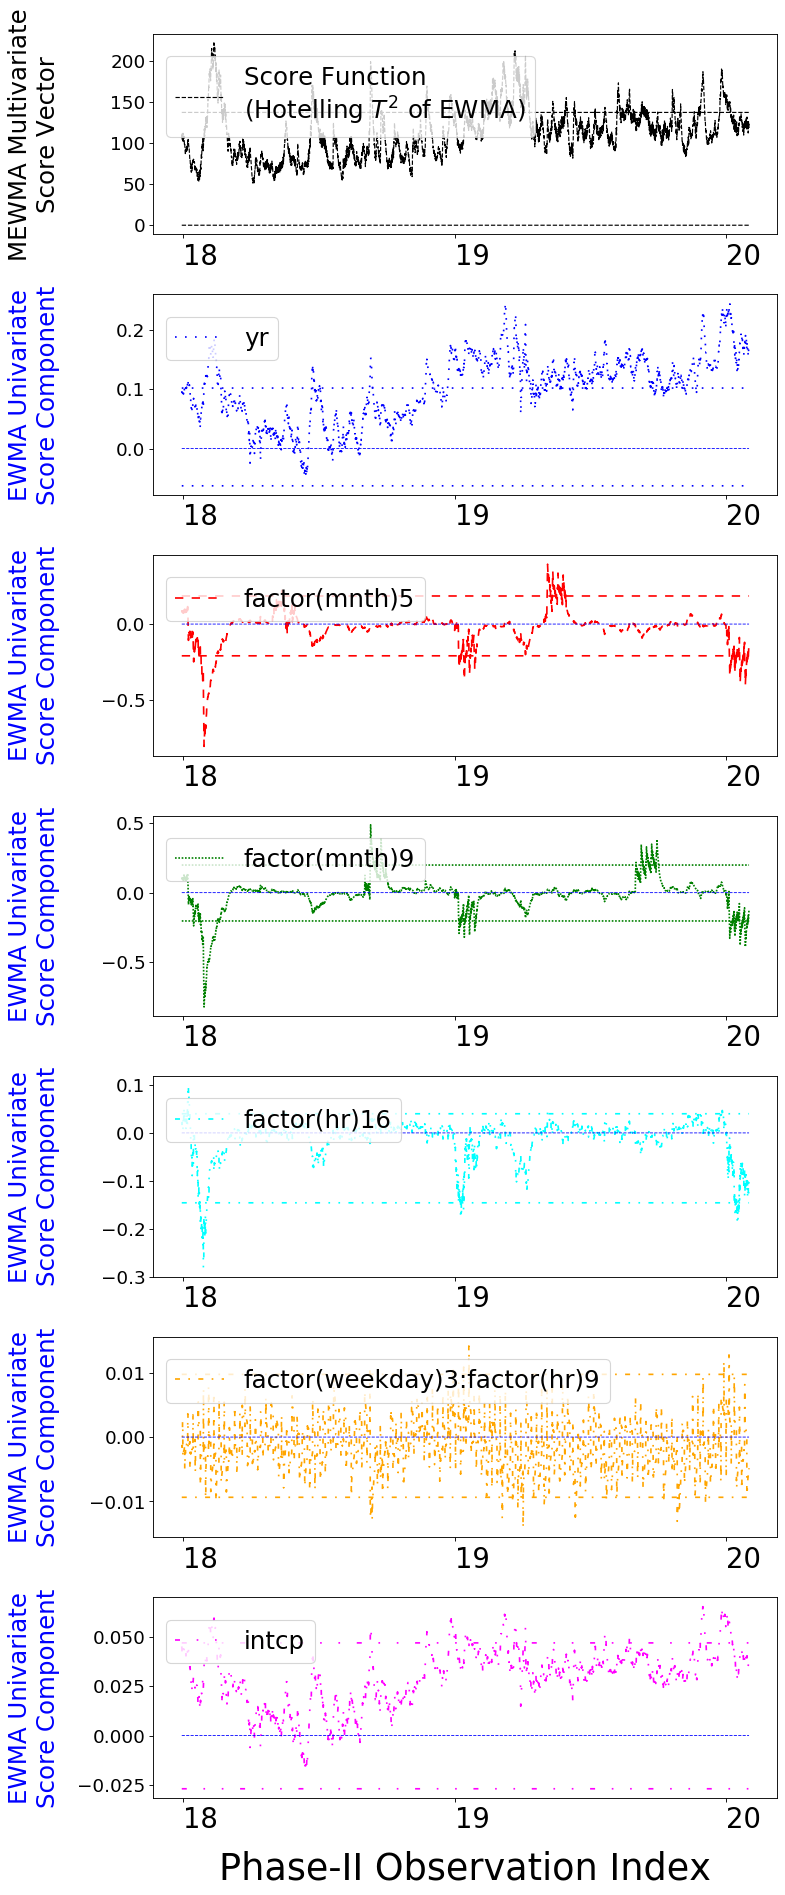 MEWMA Multivariate
Score Vector
200
150
100
50
0
Score Function
(Hotelling T² of EWMA)
18
19
20
EWMA Univariate
Score Component
0.2
0.1
0.0
yr
18
19
20
EWMA Univariate
Score Component
0.0
−0.5
factor(mnth)5
18
19
20
EWMA Univariate
Score Component
0.5
0.0
−0.5
factor(mnth)9
18
19
20
EWMA Univariate
Score Component
0.1
0.0
−0.1
−0.2
−0.3
factor(hr)16
18
19
20
EWMA Univariate
Score Component
0.01
0.00
−0.01
factor(weekday)3:factor(hr)9
18
19
20
EWMA Univariate
Score Component
0.050
0.025
0.000
−0.025
intcp
18
19
20
Phase-II Observation Index